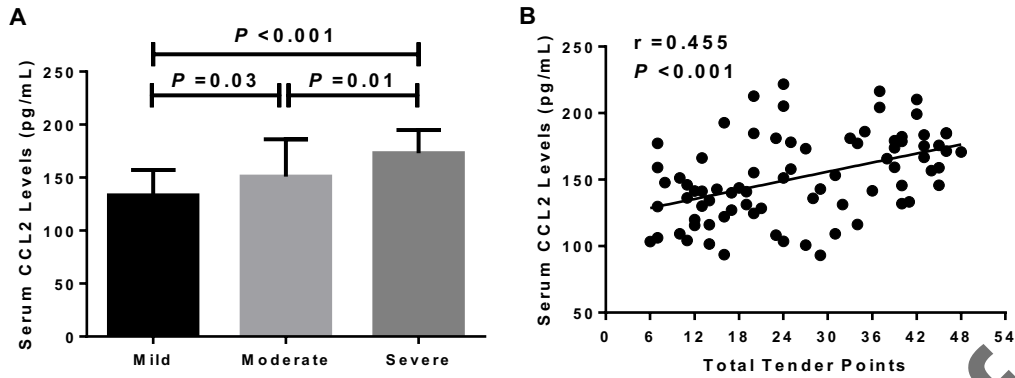 A
P <0.001
P =0.03
P =0.01
Serum CCL2 Levels (pg/mL)
250
200
150
100
50
0
Mild
Moderate
Severe
B
r =0.455
P <0.001
Serum CCL2 Levels (pg/mL)
250
200
150
100
50
0
6
12
18
24
30
36
42
48
54
Total Tender Points